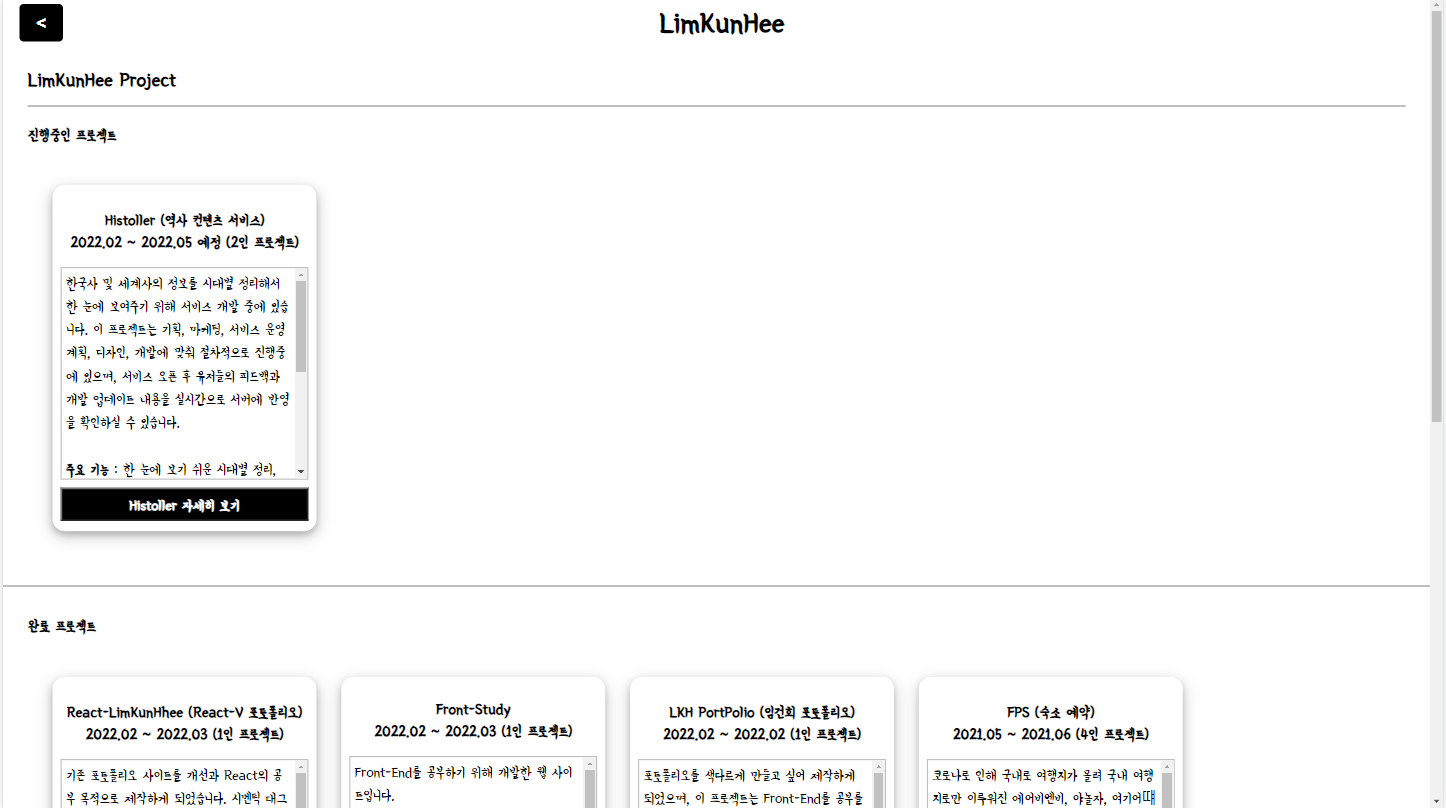 <
LimKunHee
LimKunHee Project
진행중인 프로젝트
Histoller (역사 컨텐츠 서비스)
2022.02 ~ 2022.05 예정 (2인 프로젝트)
한국사 및 세계사의 정보를 시대별 정리해서
한 눈에 보여주기 위해 서비스 개발 중에 있습
니다. 이 프로젝트는 기획, 마케팅, 서비스 운영
계획, 디자인, 개발에 맞춰 절차적으로 진행중
에 있으며, 서비스 오픈 후 유저들의 피드백과
개발 업데이트 내용을 실시간으로 서버에 반영
을 확인하실 수 있습니다.
주요 기능 : 한 눈에 보기 쉬운 시대별 정리,
Histoller 자세히 보기
완료 프로젝트
React-LimKunHhee (React-V 포토폴리오)
2022.02 ~ 2022.03 (1인 프로젝트)
기존 포토폴리오 사이트를 개선과 React의 공
부 목적으로 제작하게 되었습니다. 시멘틱 태그
Front-Study
2022.02 ~ 2022.03 (1인 프로젝트)
Front-End를 공부하기 위해 개발한 웹 사이
트입니다.
LKH PortPolio (임건희 포토폴리오)
2022.02 ~ 2022.02 (1인 프로젝트)
포토폴리오를 색다르게 만들고 싶어 제작하게
되었으며, 이 프로젝트는 Front-End를 공부를
FPS (숙소 예약)
2021.05 ~ 2021.06 (4인 프로젝트)
코로나로 인해 국내로 여행지가 몰려 국내 여행
지로만 이루워진 에어비엔비, 야놀자, 여기어떄